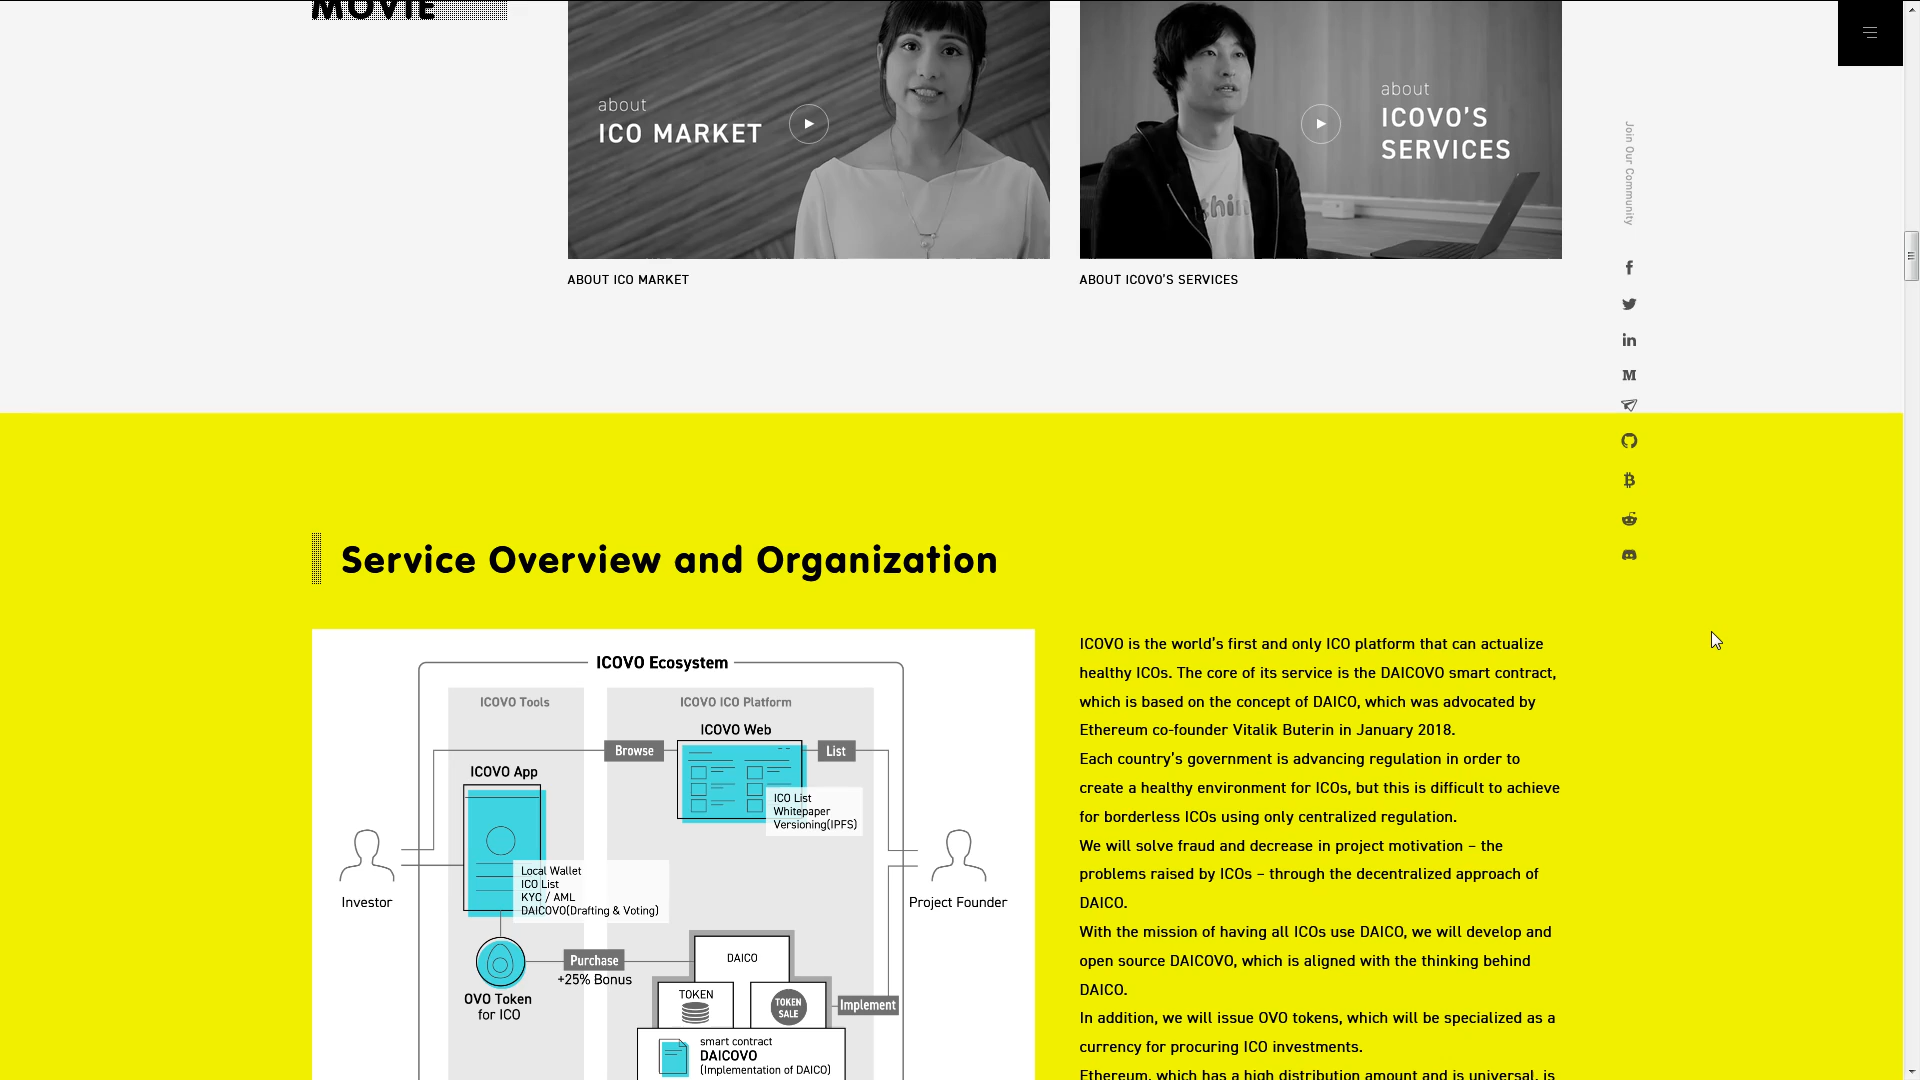 MOVIE
about
ICO MARKET
about
ICOVO'S
SERVICES
ABOUT ICO MARKET
ABOUT ICOVO'S SERVICES
Join Our Community
Service Overview and Organization
ICOVO Ecosystem
ICOVO Tools
ICOVO ICO Platform
ICOVO Web
Browse
List
ICOVO App
ICO List
Whitepaper
Versioning(IPFS)
Local Wallet
ICO List
KYC / AML
DAICOVO(Drafting & Voting)
Investor
Project Founder
Purchase
+25% Bonus
DAICO
OVO Token
for ICO
TOKEN
TOKEN
SALE
Implement
smart contract
DAICOVO
(Implementation of DAICO)
ICOVO is the world's first and only ICO platform that can actualize
healthy ICOs. The core of its service is the DAICOVO smart contract,
which is based on the concept of DAICO, which was advocated by
Ethereum co-founder Vitalik Buterin in January 2018.
Each country's government is advancing regulation in order to
create a healthy environment for ICOs, but this is difficult to achieve
for borderless ICOs using only centralized regulation.
We will solve fraud and decrease in project motivation – the
problems raised by ICOs – through the decentralized approach of
DAICO.
With the mission of having all ICOs use DAICO, we will develop and
open source DAICOVO, which is aligned with the thinking behind
DAICO.
In addition, we will issue OVO tokens, which will be specialized as a
currency for procuring ICO investments.
Ethereum, which has a high distribution amount and is universal, is